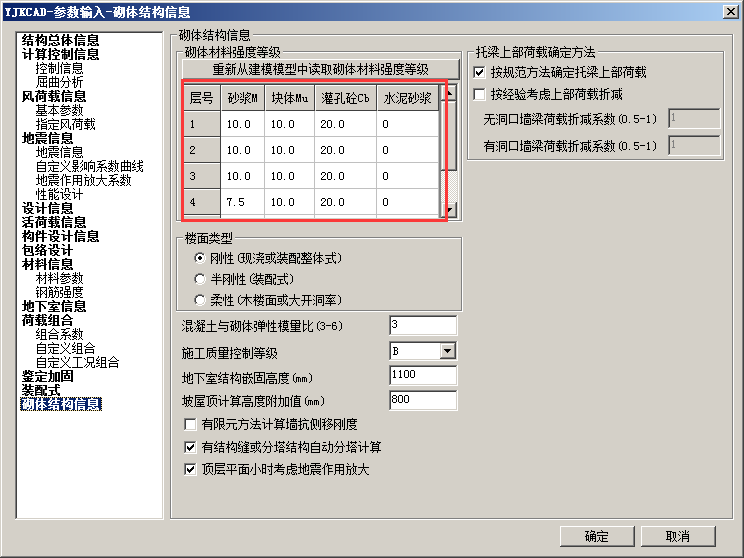 YJKCAD-参数输入-砌体结构信息
结构总体信息
计算控制信息
控制信息
屈曲分析
风荷载信息
基本参数
指定风荷载
地震信息
地震信息
自定义影响系数曲线
地震作用放大系数
性能设计
设计信息
活荷载信息
构件设计信息
包络设计
材料信息
材料参数
钢筋强度
地下室信息
荷载组合
组合系数
自定义组合
自定义工况组合
鉴定加固
装配式
砌体结构信息
砌体结构信息
砌体材料强度等级
重新从建模模型中读取砌体材料强度等级
层号 砂浆M 块体Mu 灌孔砼Cb 水泥砂浆
1 10.0 10.0 20.0 0
2 10.0 10.0 20.0 0
3 10.0 10.0 20.0 0
4 7.5 10.0 20.0 0
楼面类型
刚性(现浇或装配整体式)
半刚性(装配式)
柔性(木楼面或大开洞率)
混凝土与砌体弹性模量比(3-6) 3
施工质量控制等级 B
地下室结构嵌固高度(mm) 1100
坡屋顶计算高度附加值(mm) 800
有限元方法计算墙抗侧移刚度
有结构缝或分塔结构自动分塔计算
顶层平面小时考虑地震作用放大
托梁上部荷载确定方法
按规范方法确定托梁上部荷载
按经验考虑上部荷载折减
无洞口墙梁荷载折减系数(0.5-1) 1
有洞口墙梁荷载折减系数(0.5-1) 1
确定 取消